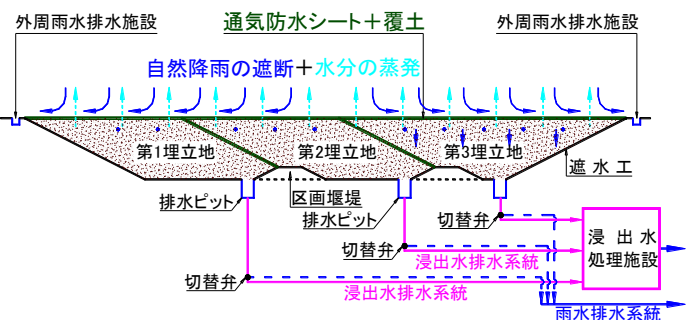 外周雨水排水施設
通気防水シート＋覆土
外周雨水排水施設
自然降雨の遮断＋水分の蒸発
第1埋立地
第2埋立地
第3埋立地
遮水工
区画堰堤
排水ピット
排水ピット
切替弁
浸出水
処理施設
切替弁
浸出水排水系統
切替弁
浸出水排水系統
雨水排水系統